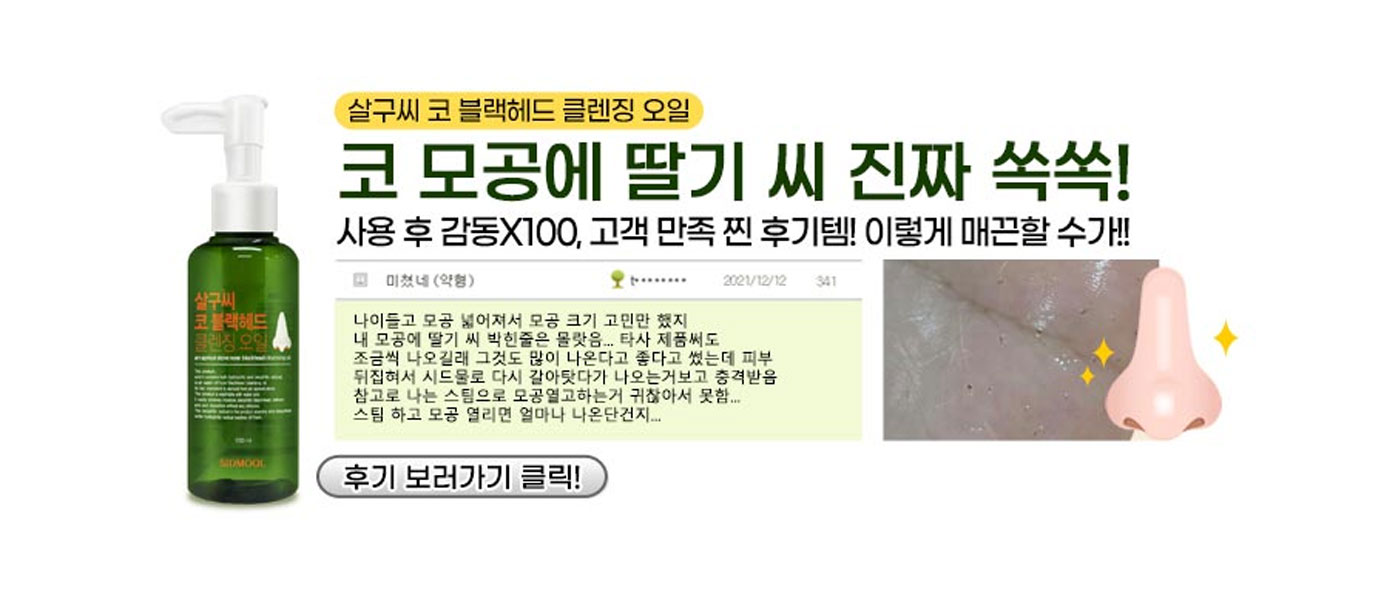 살구씨 코 블랙헤드 클렌징 오일
코 모공에 딸기 씨 진짜 쏙쏙!
사용 후 감동X100, 고객 만족 찐 후기템! 이렇게 매끈할 수가!!
미쳤네 (약형)
t********
2021/12/12
341
나이들고 모공 넓어져서 모공 크기 고민만 했지
내 모공에 딸기 씨 박힌줄은 몰랏음... 타사 제품써도
조금씩 나오길래 그것도 많이 나온다고 좋다고 썼는데 피부
뒤집혀서 시드물로 다시 갈아탓다가 나오는거보고 충격받음
참고로 나는 스팀으로 모공열고하는거 귀찮아서 못함...
스팀 하고 모공 열리면 얼마나 나온단건지...
후기 보러가기 클릭!
살구씨
코 블랙헤드
클렌징 오일
SIDMOOL